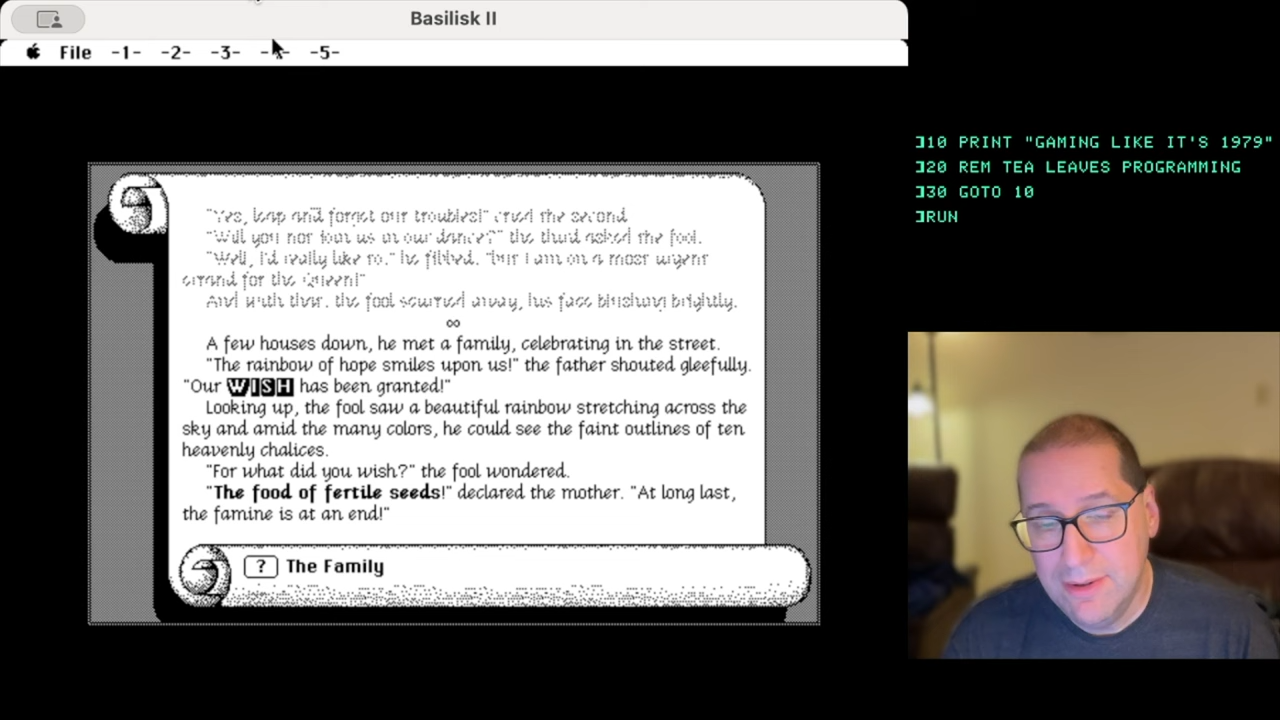 Basilisk II
File -1- -2- -3- -5-
]10 PRINT "GAMING LIKE IT'S 1979"
]20 REM TEA LEAVES PROGRAMMING
]30 GOTO 10
]RUN
"Yes, leap and forget our troubles!" cried the second.
"Will you not join us in our dance?" the third asked the fool.
"Well, I'd really like to." he fibbed. "but I am on a most urgent
errand for the Queen!"
And with that, the fool scurried away, his face blushing brightly.
∞
A few houses down, he met a family, celebrating in the street.
"The rainbow of hope smiles upon us!" the father shouted gleefully.
"Our WISH has been granted!"
Looking up, the fool saw a beautiful rainbow stretching across the
sky and amid the many colors, he could see the faint outlines of ten
heavenly chalices.
"For what did you wish?" the fool wondered.
"The food of fertile seeds!" declared the mother. "At long last,
the famine is at an end!"
? The Family